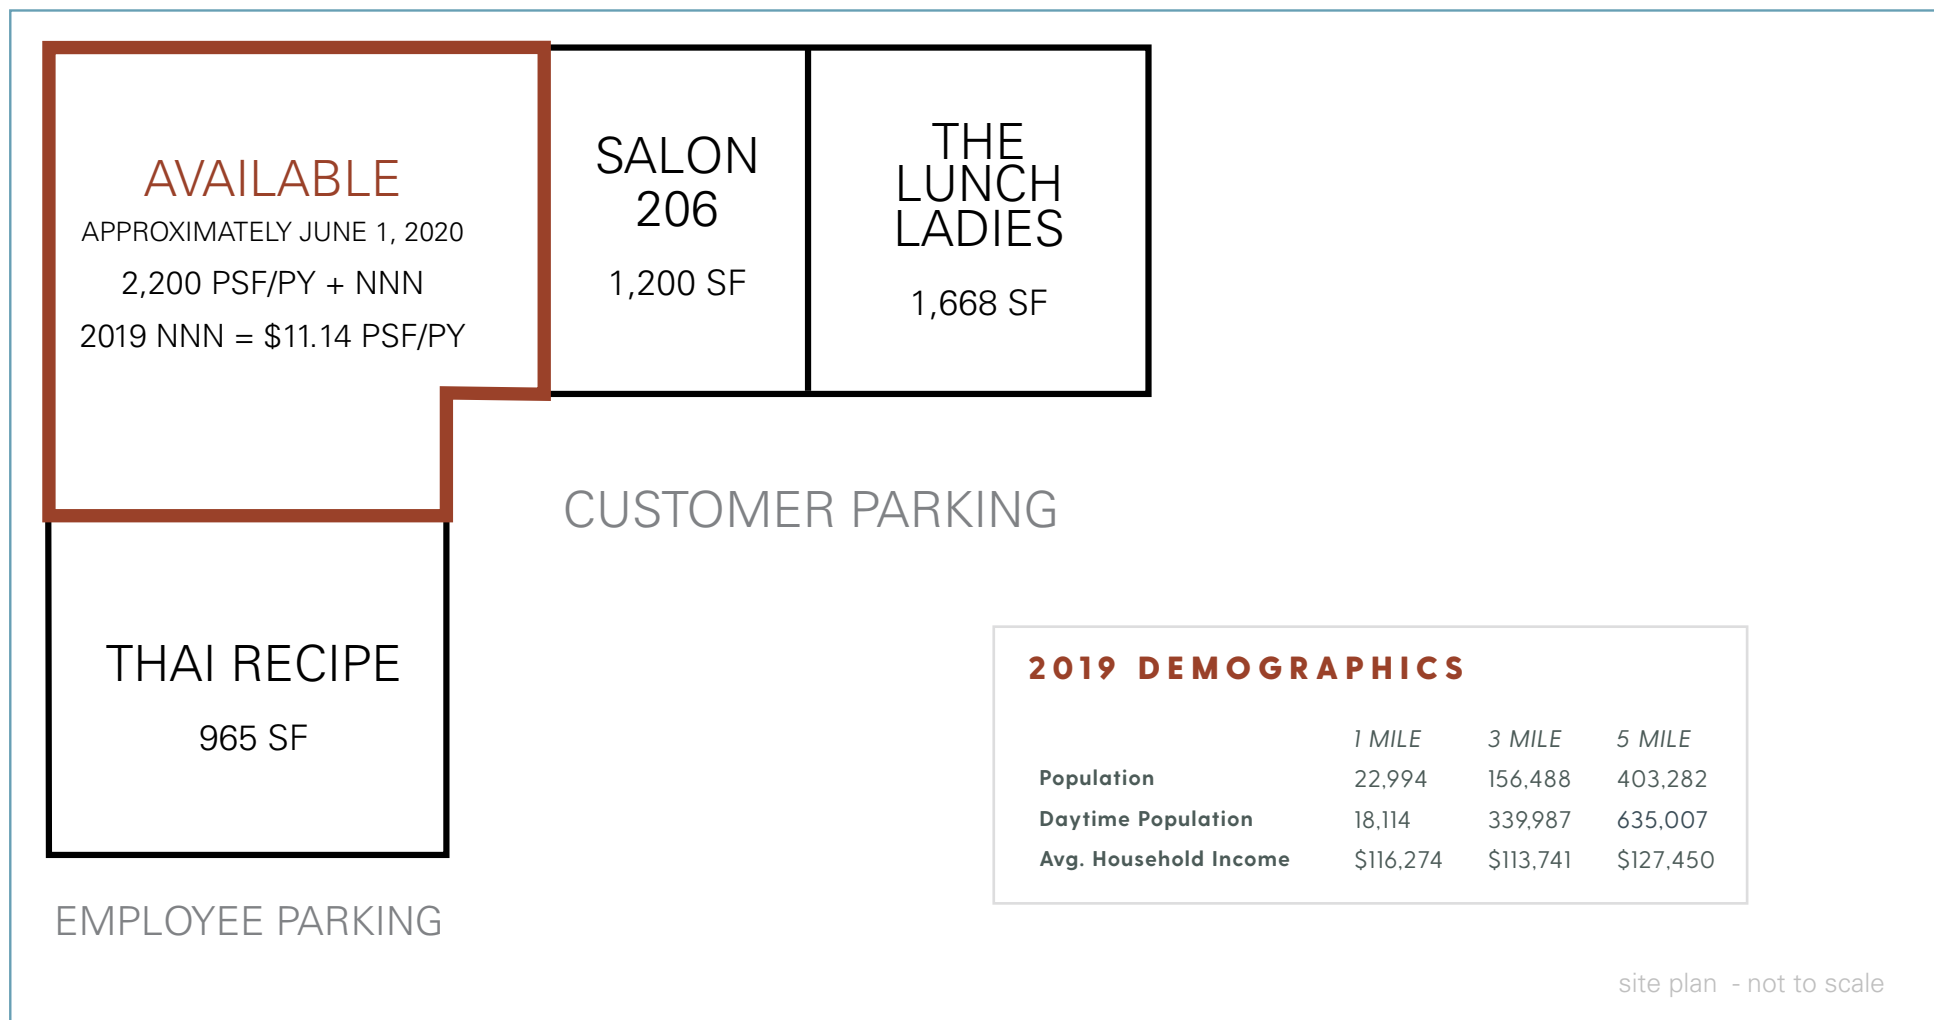 AVAILABLE
APPROXIMATELY JUNE 1, 2020
2,200 PSF/PY + NNN
2019 NNN = $11.14 PSF/PY
SALON
206
1,200 SF
THE
LUNCH
LADIES
1,668 SF
CUSTOMER PARKING
THAI RECIPE
965 SF
EMPLOYEE PARKING
2019 DEMOGRAPHICS
1 MILE 3 MILE 5 MILE
Population 22,994 156,488 403,282
Daytime Population 18,114 339,987 635,007
Avg. Household Income $116,274 $113,741 $127,450
site plan - not to scale